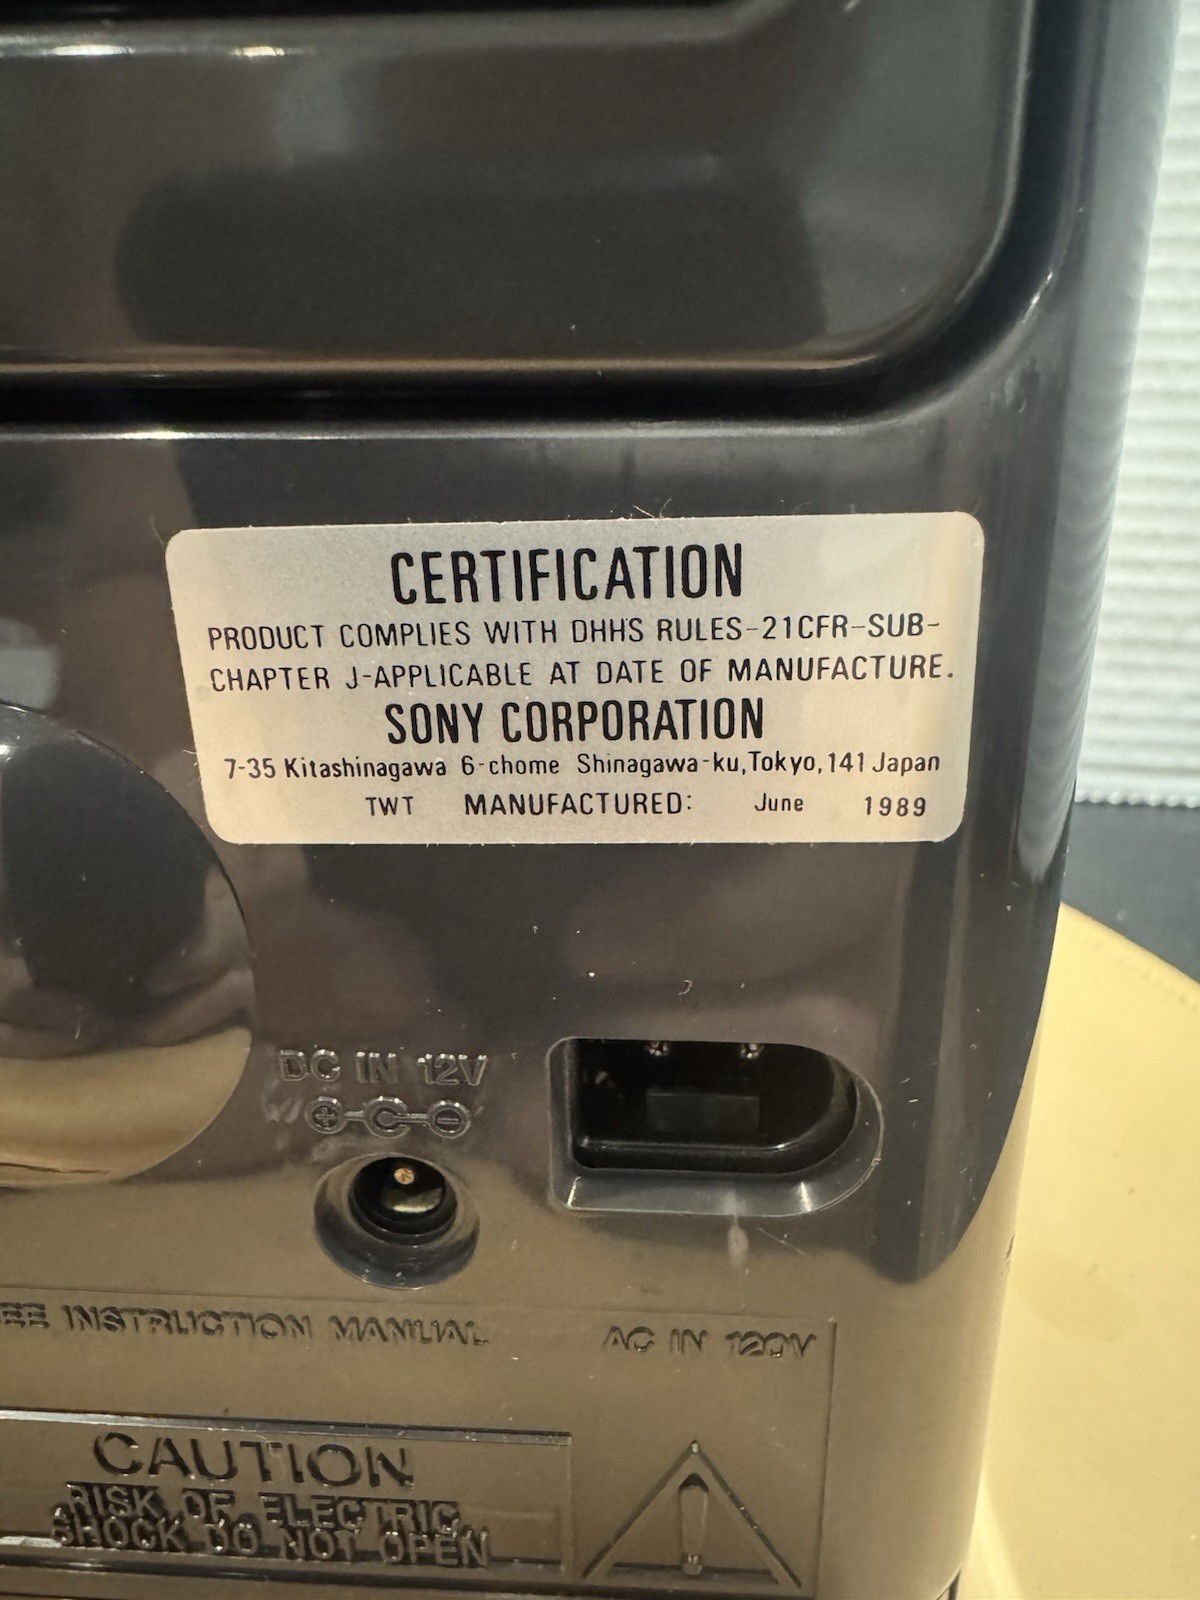 CERTIFICATION
PRODUCT COMPLIES WITH DHHS RULES-21CFR-SUB-
CHAPTER J-APPLICABLE AT DATE OF MANUFACTURE.
SONY CORPORATION
7-35 Kitashinagawa 6-chome Shinagawa-ku,Tokyo,141 Japan
TWT MANUFACTURED: June 1989
DC IN 12V
INSTRUCTION MANUAL
AC IN 120V
CAUTION
RISK OF ELECTRIC
SHOCK DO NOT OPEN